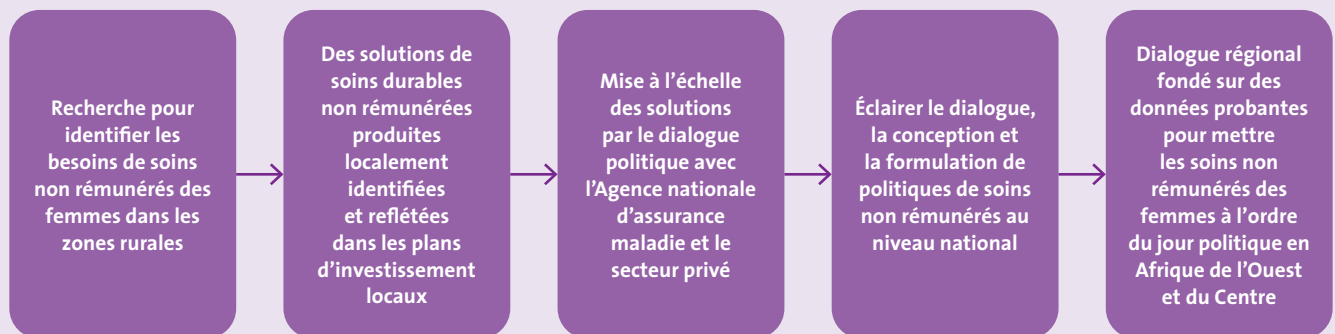 Recherche pour
identifier les
besoins de soins
non rémunérés des
femmes dans les
zones rurales
Des solutions de
soins durables
non rémunérées
produites
localement
identifiées
et reflétées
dans les plans
d'investissement
locaux
Mise à l'échelle
des solutions
par le dialogue
politique avec
l'Agence nationale
d'assurance
maladie et le
secteur privé
Éclairer le dialogue,
la conception et
la formulation de
politiques de soins
non rémunérés au
niveau national
Dialogue régional
fondé sur des
données probantes
pour mettre
les soins non
rémunérés des
femmes à l'ordre
du jour politique en
Afrique de l'Ouest
et du Centre